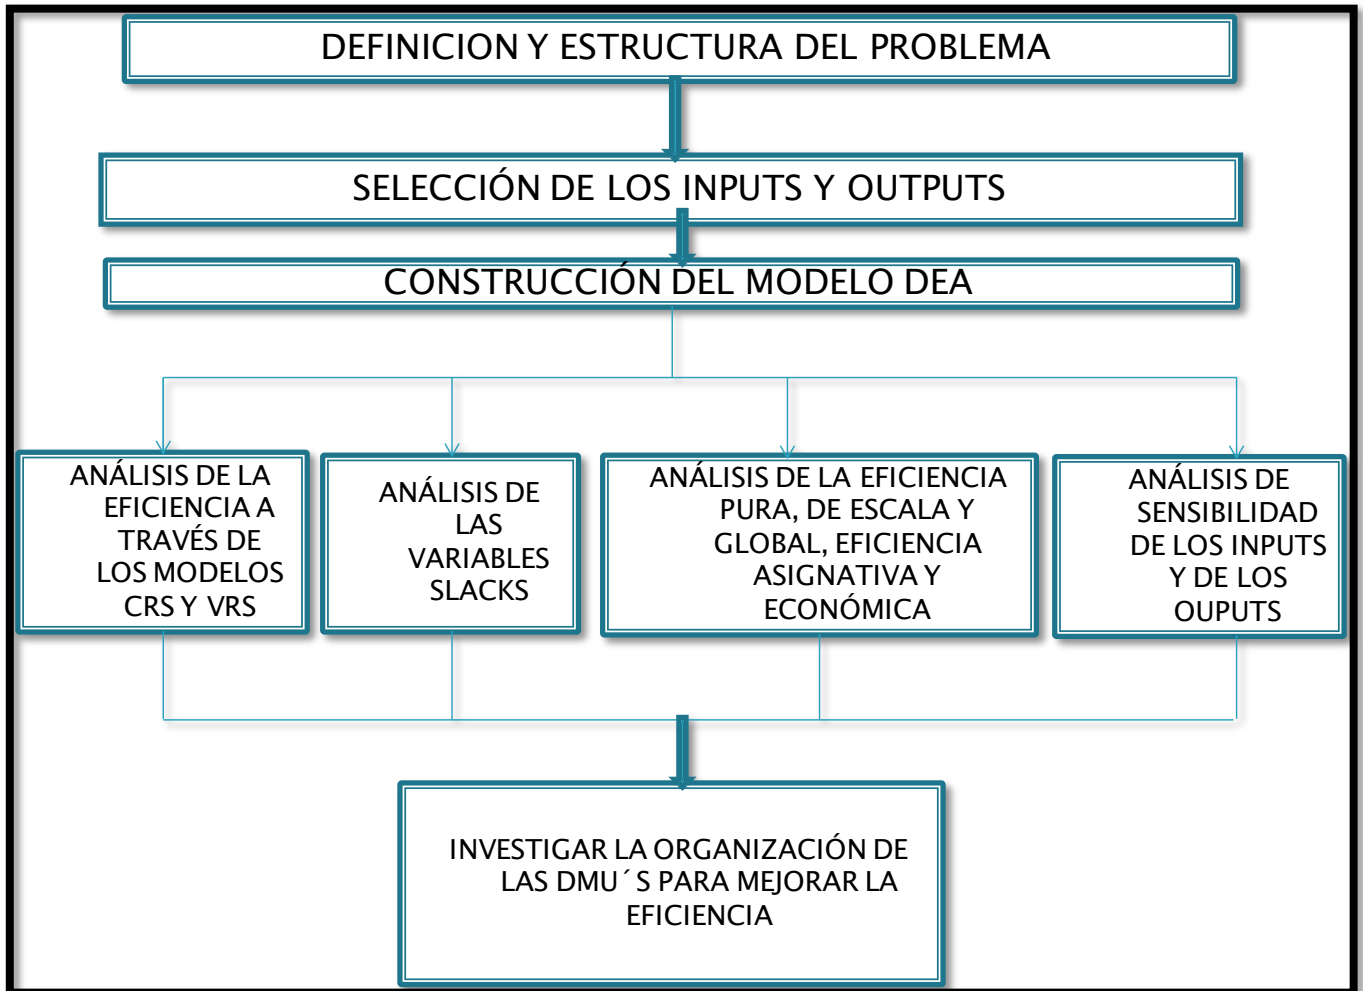 DEFINICION Y ESTRUCTURA DEL PROBLEMA
SELECCIÓN DE LOS INPUTS Y OUTPUTS
CONSTRUCCIÓN DEL MODELO DEA
ANÁLISIS DE LA
EFICIENCIA A
TRAVÉS DE
LOS MODELOS
CRS Y VRS
ANÁLISIS DE
LAS
VARIABLES
SLACKS
ANÁLISIS DE LA EFICIENCIA
PURA, DE ESCALA Y
GLOBAL, EFICIENCIA
ASIGNATIVA Y
ECONÓMICA
ANÁLISIS DE
SENSIBILIDAD
DE LOS INPUTS
Y DE LOS
OUPUTS
INVESTIGAR LA ORGANIZACIÓN DE
LAS DMU´S PARA MEJORAR LA
EFICIENCIA